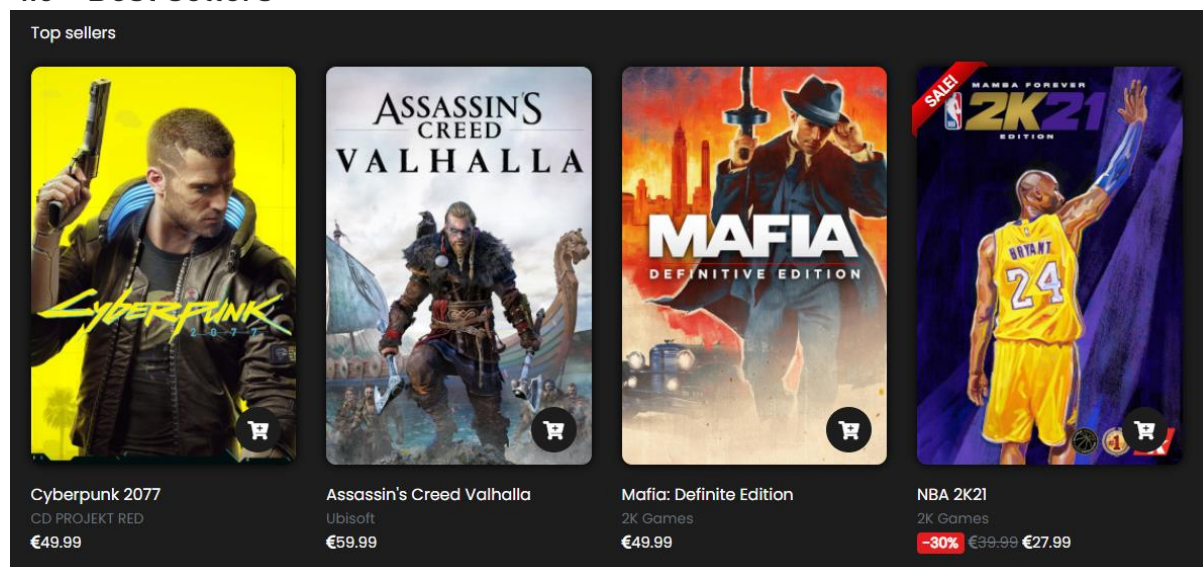 Top sellers
ASSASSIN'S
CREED
VALHALLA
CYBERPUNK
2077
MAFIA
DEFINITIVE EDITION
SALE!
MAMBA FOREVER
NBA 2K21
EDITION
BRYANT
24
#1
Cyberpunk 2077
CD PROJEKT RED
€49.99
Assassin's Creed Valhalla
Ubisoft
€59.99
Mafia: Definite Edition
2K Games
€49.99
NBA 2K21
2K Games
-30% €39.99 €27.99